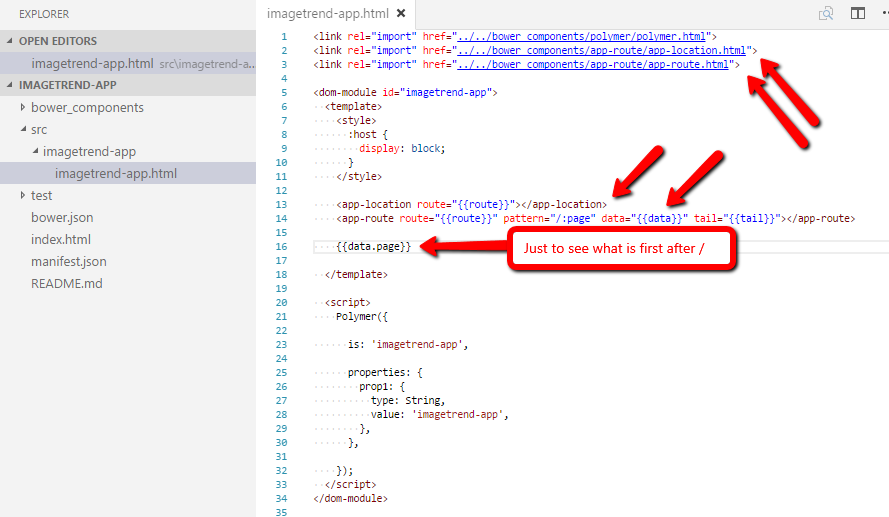 EXPLORER
OPEN EDITORS
imagetrend-app.html src\imagetrend-a...
IMAGETREND-APP
bower_components
src
imagetrend-app
imagetrend-app.html
test
bower.json
index.html
manifest.json
README.md
imagetrend-app.html ×
1 <link rel="import" href="../../bower_components/polymer/polymer.html">
2 <link rel="import" href="../../bower_components/app-route/app-location.html">
3 <link rel="import" href="../../bower_components/app-route/app-route.html">
4
5 <dom-module id="imagetrend-app">
6 <template>
7 <style>
8 :host {
9 display: block;
10 }
11 </style>
12
13 <app-location route="{{route}}"></app-location>
14 <app-route route="{{route}}" pattern="/:page" data="{{data}}" tail="{{tail}}"></app-route>
15
16 {{data.page}}
Just to see what is first after /
17
18 </template>
19
20 <script>
21 Polymer({
22
23 is: 'imagetrend-app',
24
25 properties: {
26 prop1: {
27 type: String,
28 value: 'imagetrend-app',
29 },
30 },
31
32 });
33 </script>
34 </dom-module>
35